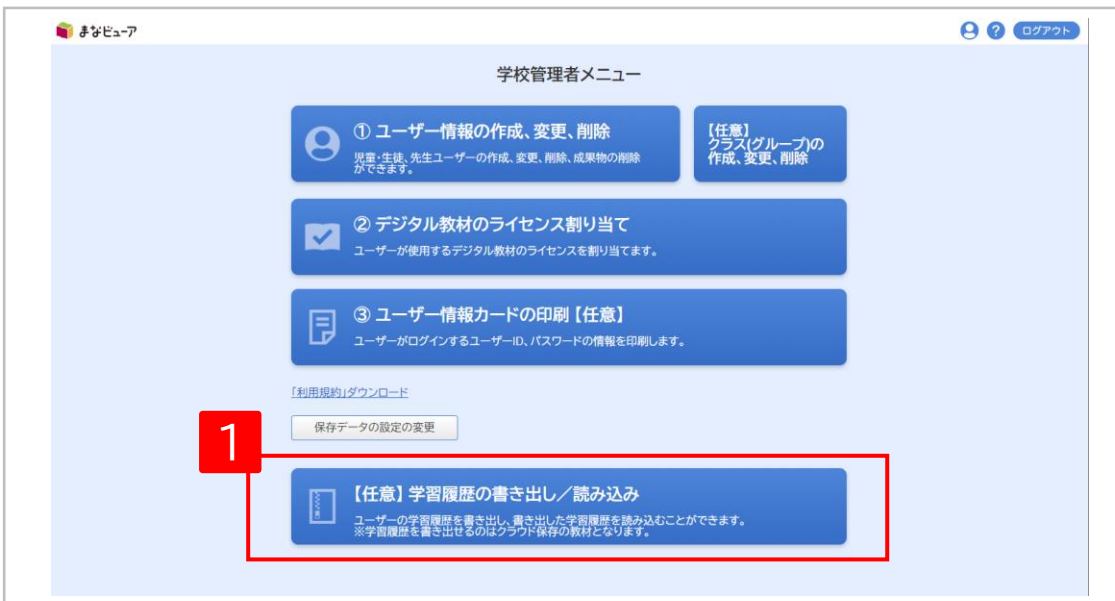 まなビューア
? ログアウト
学校管理者メニュー
① ユーザー情報の作成、変更、削除
児童・生徒、先生ユーザーの作成、変更、削除、成果物の削除
ができます。
【任意】
クラス(グループ)の
作成、変更、削除
② デジタル教材のライセンス割り当て
ユーザーが使用するデジタル教材のライセンスを割り当てます。
③ ユーザー情報カードの印刷【任意】
ユーザーがログインするユーザーID、パスワードの情報を印刷します。
「利用規約」ダウンロード
保存データの設定の変更
1
【任意】学習履歴の書き出し／読み込み
ユーザーの学習履歴を書き出し、書き出した学習履歴を読み込むことができます。
※学習履歴を書き出せるのはクラウド保存の教材となります。